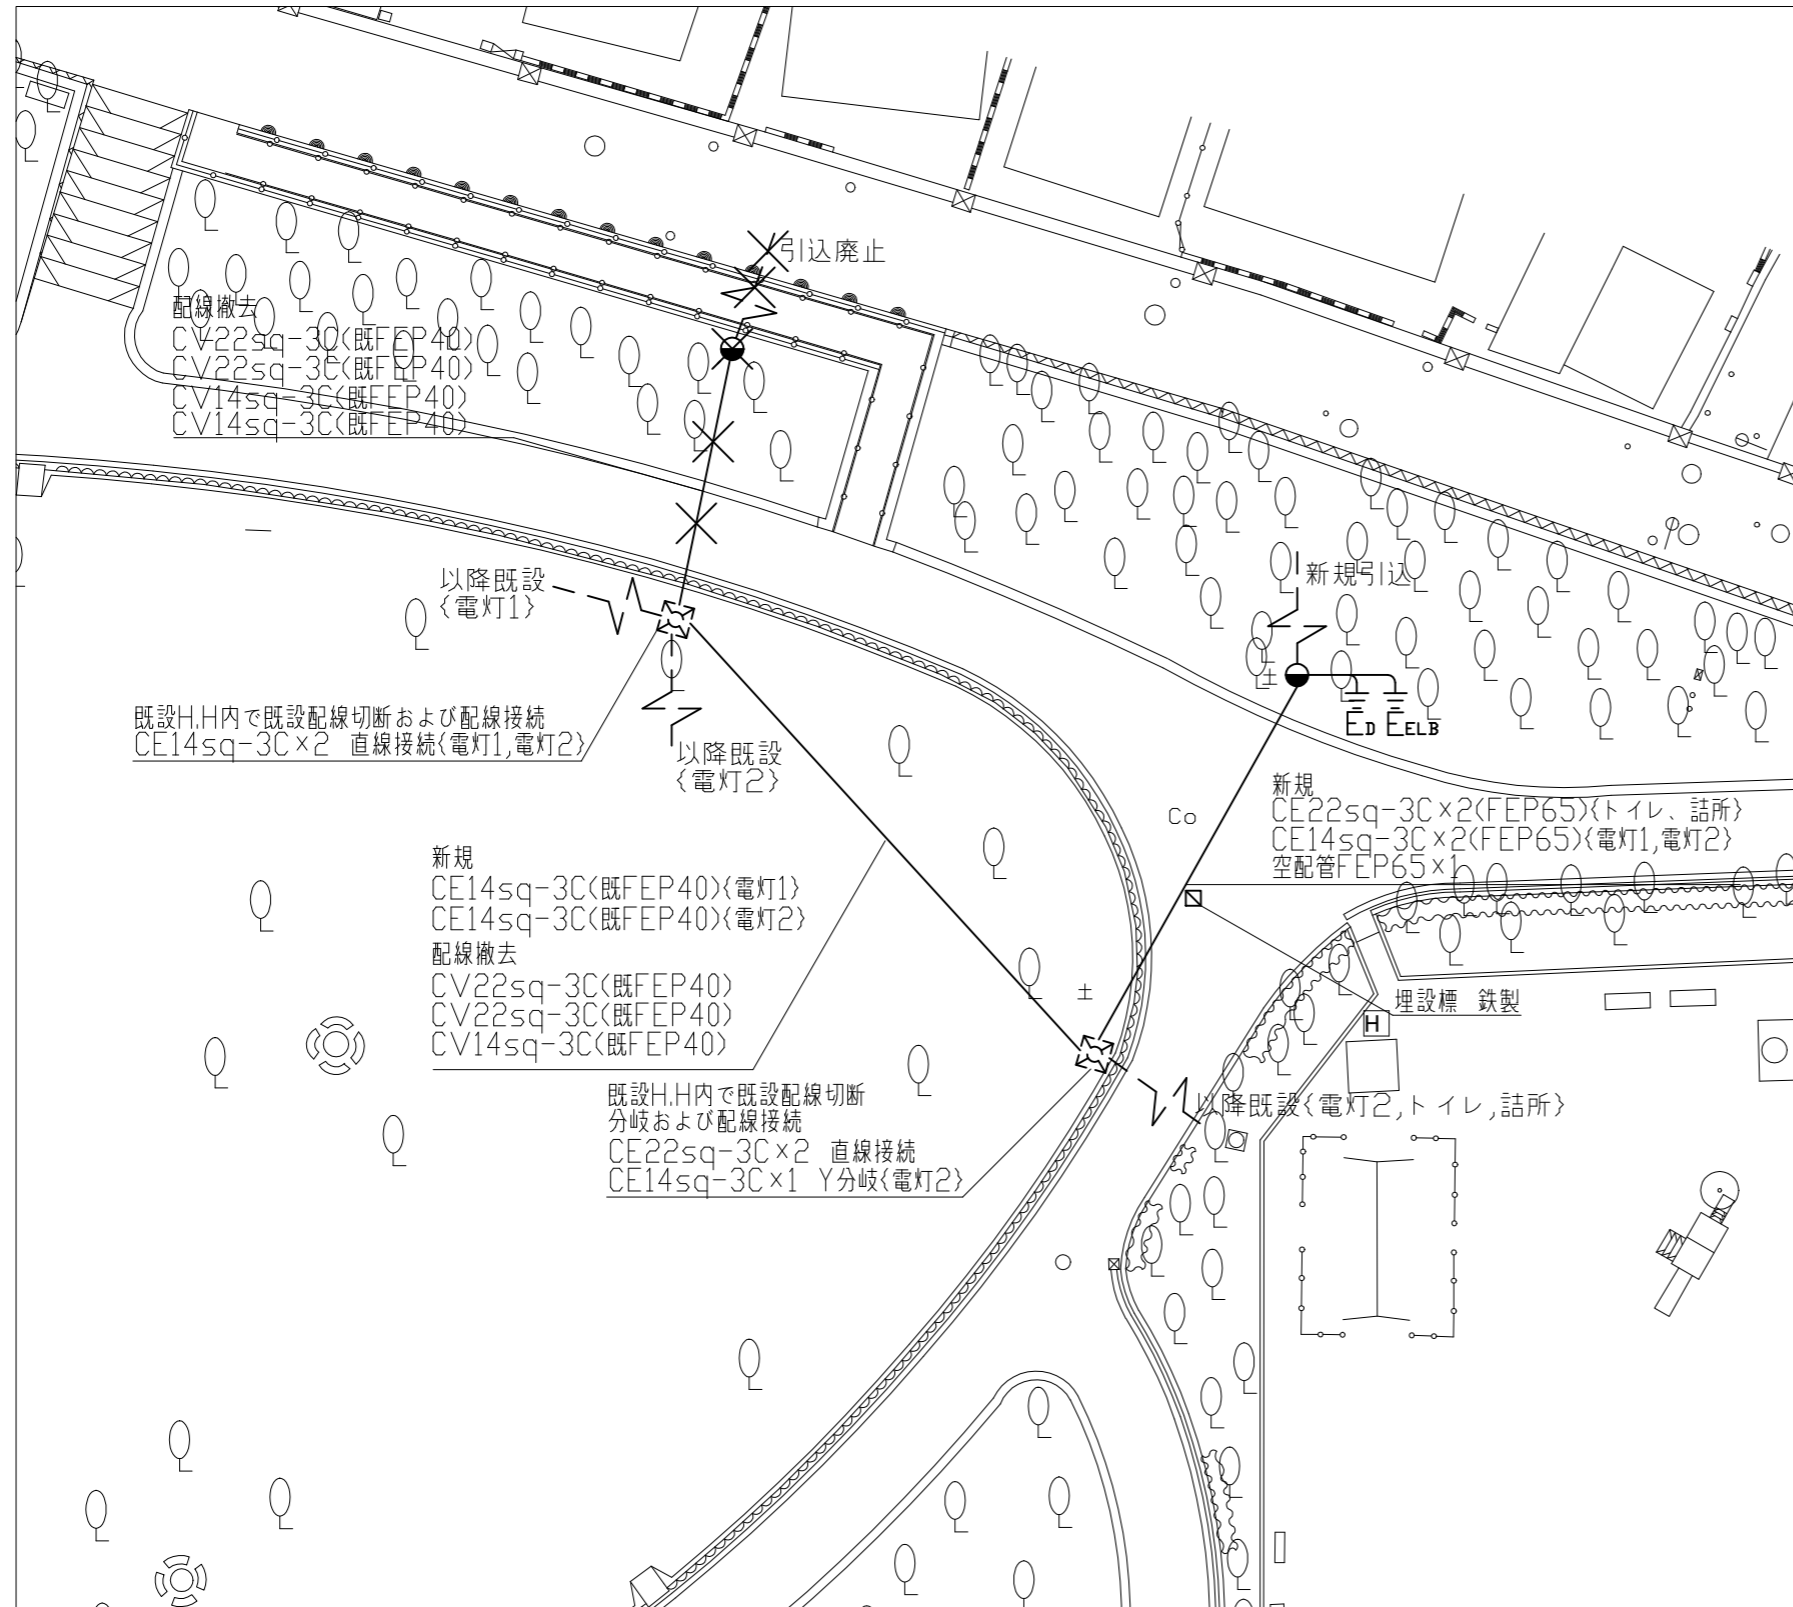 引込廃止
配線撤去
CV22sq-3C(既FEP40)
CV22sq-3C(既FEP40)
CV14sq-3C(既FEP40)
CV14sq-3C(既FEP40)
以降既設
{電灯1}
新規引込
土
ED EELB
既設H.H内で既設配線切断および配線接続
CE14sq-3C×2 直線接続{電灯1,電灯2}
以降既設
{電灯2}
新規
CE22sq-3C×2(FEP65){トイレ、詰所}
CE14sq-3C×2(FEP65){電灯1,電灯2}
空配管FEP65×1
Co
新規
CE14sq-3C(既FEP40){電灯1}
CE14sq-3C(既FEP40){電灯2}
配線撤去
CV22sq-3C(既FEP40)
CV22sq-3C(既FEP40)
CV14sq-3C(既FEP40)
土
埋設標 鉄製
H
既設H.H内で既設配線切断
分岐および配線接続
CE22sq-3C×2 直線接続
CE14sq-3C×1 Y分岐{電灯2}
以降既設{電灯2,トイレ,詰所}